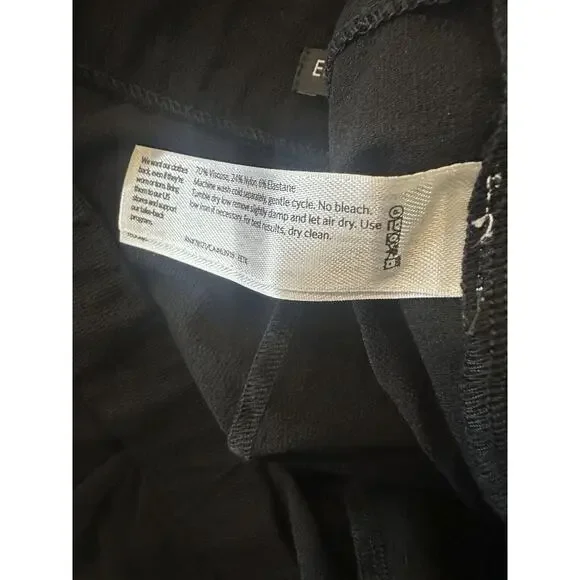 E
We want our clothes
back, even if they're
worn or torn. Bring
them to our US
stores and support
our take-back
program.
70% Viscose, 24% Nylon, 6% Elastane
Machine wash cold separately, gentle cycle. No bleach.
Tumble dry low remove slightly damp and let air dry. Use
low iron if necessary. For best results, dry clean.